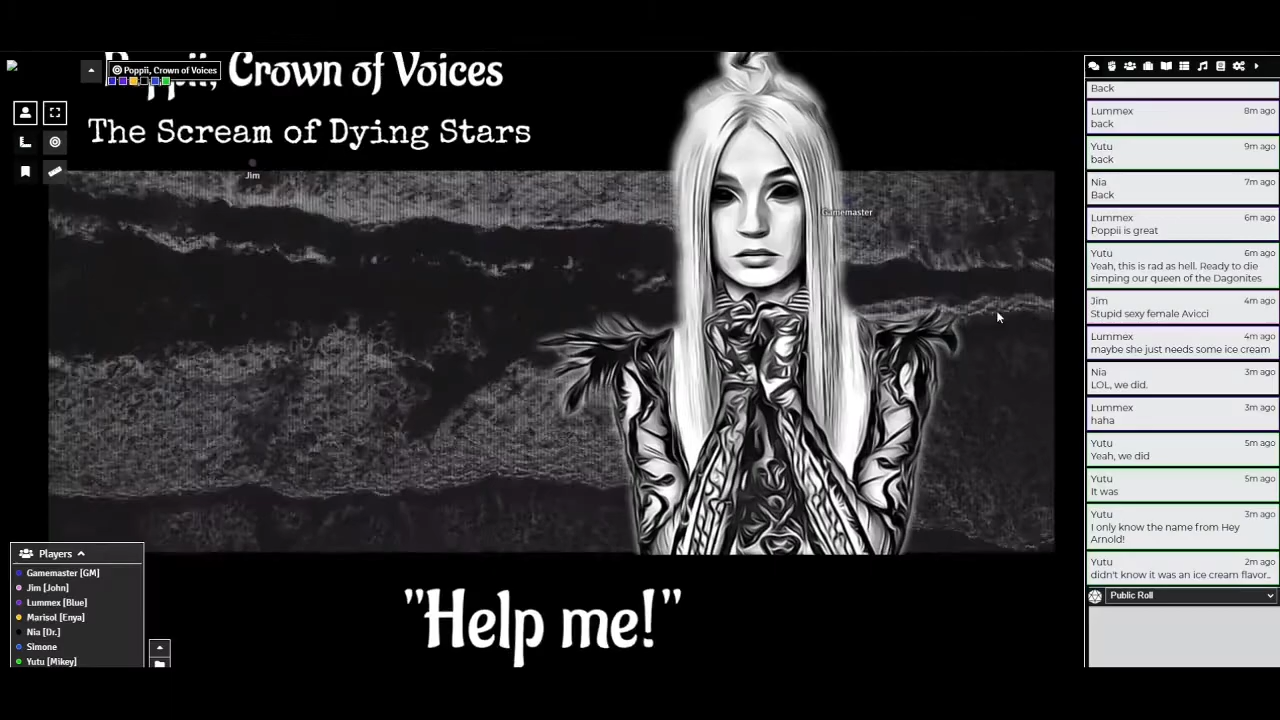 Poppii, Crown of Voices
Poppii, Crown of Voices
The Scream of Dying Stars
Jim
Gamemaster
"Help me!"
Players
Gamemaster [GM]
Jim [John]
Lummex [Blue]
Marisol [Enya]
Nia [Dr.]
Simone
Yutu [Mikey]
Back
Lummex 8m ago
back
Yutu 9m ago
back
Nia 7m ago
Back
Lummex 6m ago
Poppii is great
Yutu 6m ago
Yeah, this is rad as hell. Ready to die
simping our queen of the Dagonites
Jim 4m ago
Stupid sexy female Avicci
Lummex 4m ago
maybe she just needs some ice cream
Nia 3m ago
LOL, we did.
Lummex 3m ago
haha
Yutu 5m ago
Yeah, we did
Yutu 5m ago
It was
Yutu 3m ago
I only know the name from Hey
Arnold!
Yutu 2m ago
didn't know it was an ice cream flavor..
Public Roll